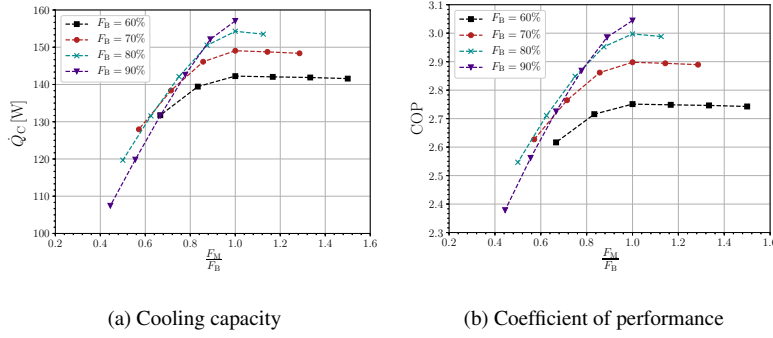 160
150
140
130
120
110
100
Q̇C [W]
F_B = 60%
F_B = 70%
F_B = 80%
F_B = 90%
0.2 0.4 0.6 0.8 1.0 1.2 1.4 1.6
F_M
F_B
(a) Cooling capacity
3.1
3.0
2.9
2.8
2.7
2.6
2.5
2.4
2.3
COP
F_B = 60%
F_B = 70%
F_B = 80%
F_B = 90%
0.2 0.4 0.6 0.8 1.0 1.2 1.4 1.6
F_M
F_B
(b) Coefficient of performance